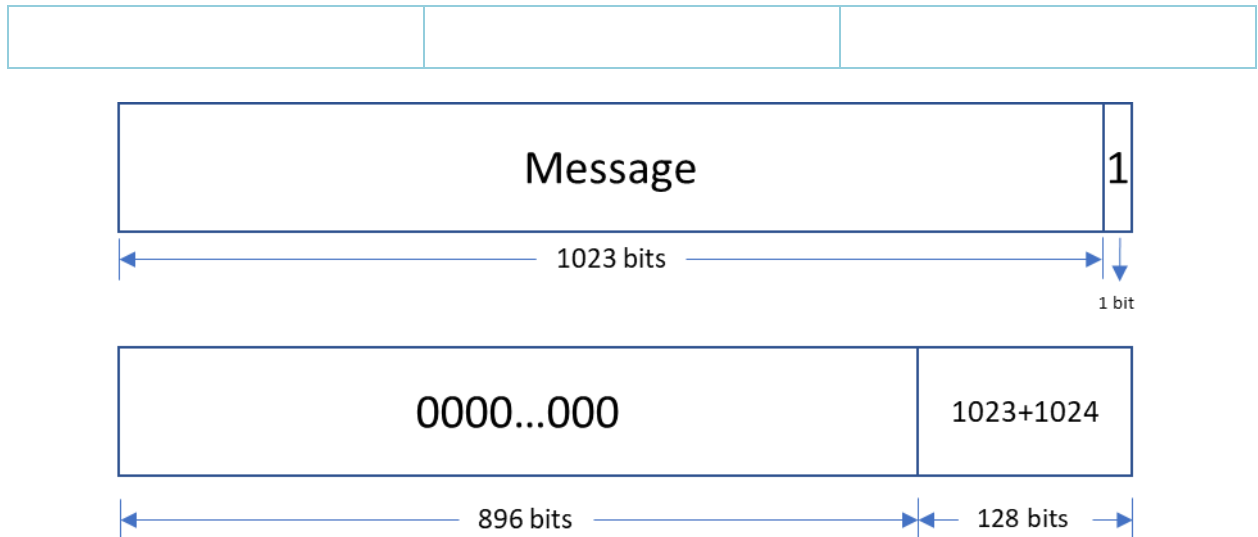 Message 1
1023 bits
1 bit
0000...000 1023+1024
896 bits 128 bits